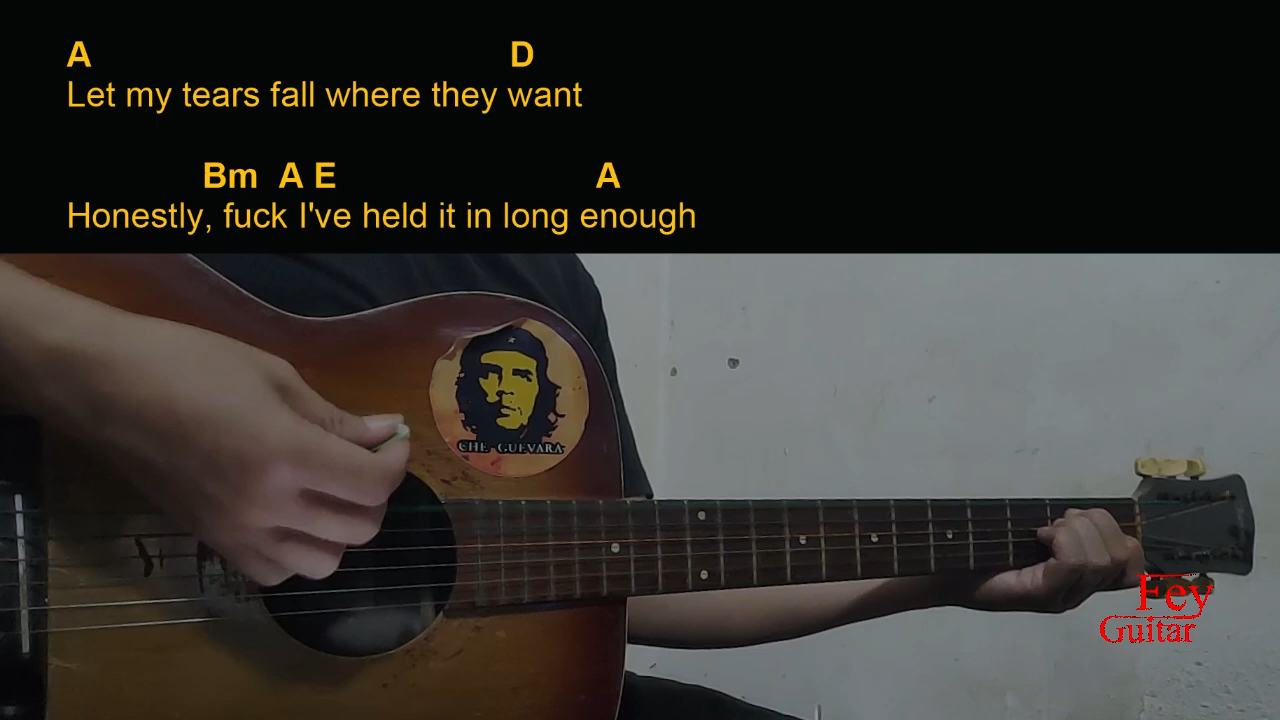 A D
Let my tears fall where they want
Bm A E A
Honestly, fuck I've held it in long enough
CHE GUEVARA
Fey
Guitar